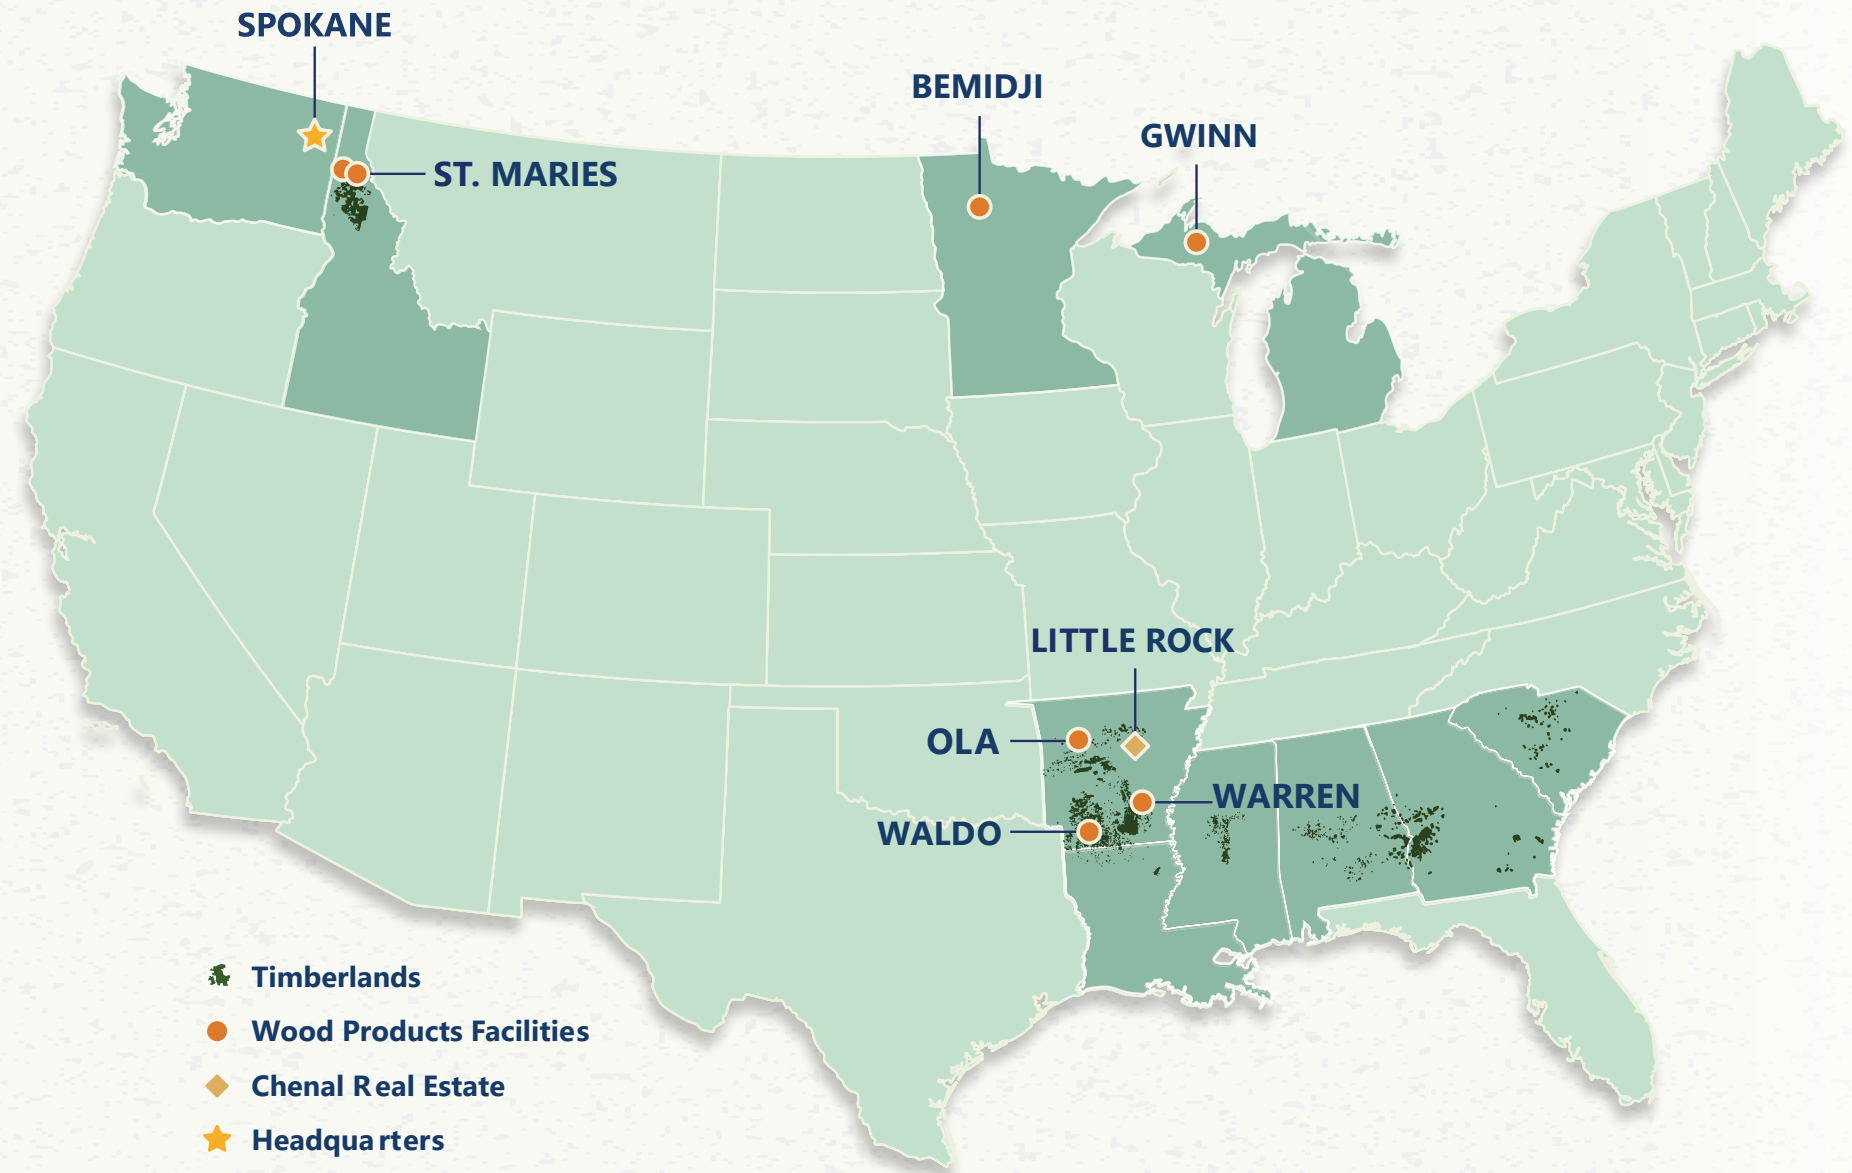 SPOKANE
BEMIDJI
GWINN
ST. MARIES
LITTLE ROCK
OLA
WARREN
WALDO
Timberlands
Wood Products Facilities
Chenal Real Estate
Headquarters